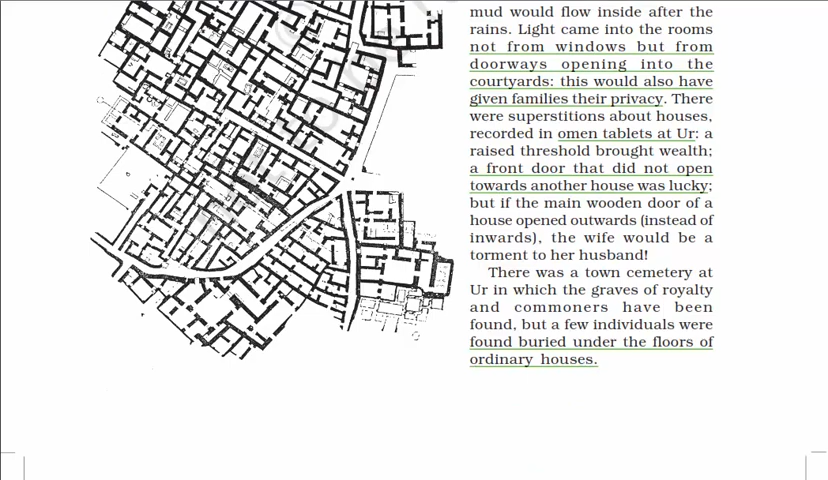 mud would flow inside after the
rains. Light came into the rooms
not from windows but from
doorways opening into the
courtyards: this would also have
given families their privacy. There
were superstitions about houses,
recorded in omen tablets at Ur: a
raised threshold brought wealth;
a front door that did not open
towards another house was lucky;
but if the main wooden door of a
house opened outwards (instead of
inwards), the wife would be a
torment to her husband!
There was a town cemetery at
Ur in which the graves of royalty
and commoners have been
found, but a few individuals were
found buried under the floors of
ordinary houses.